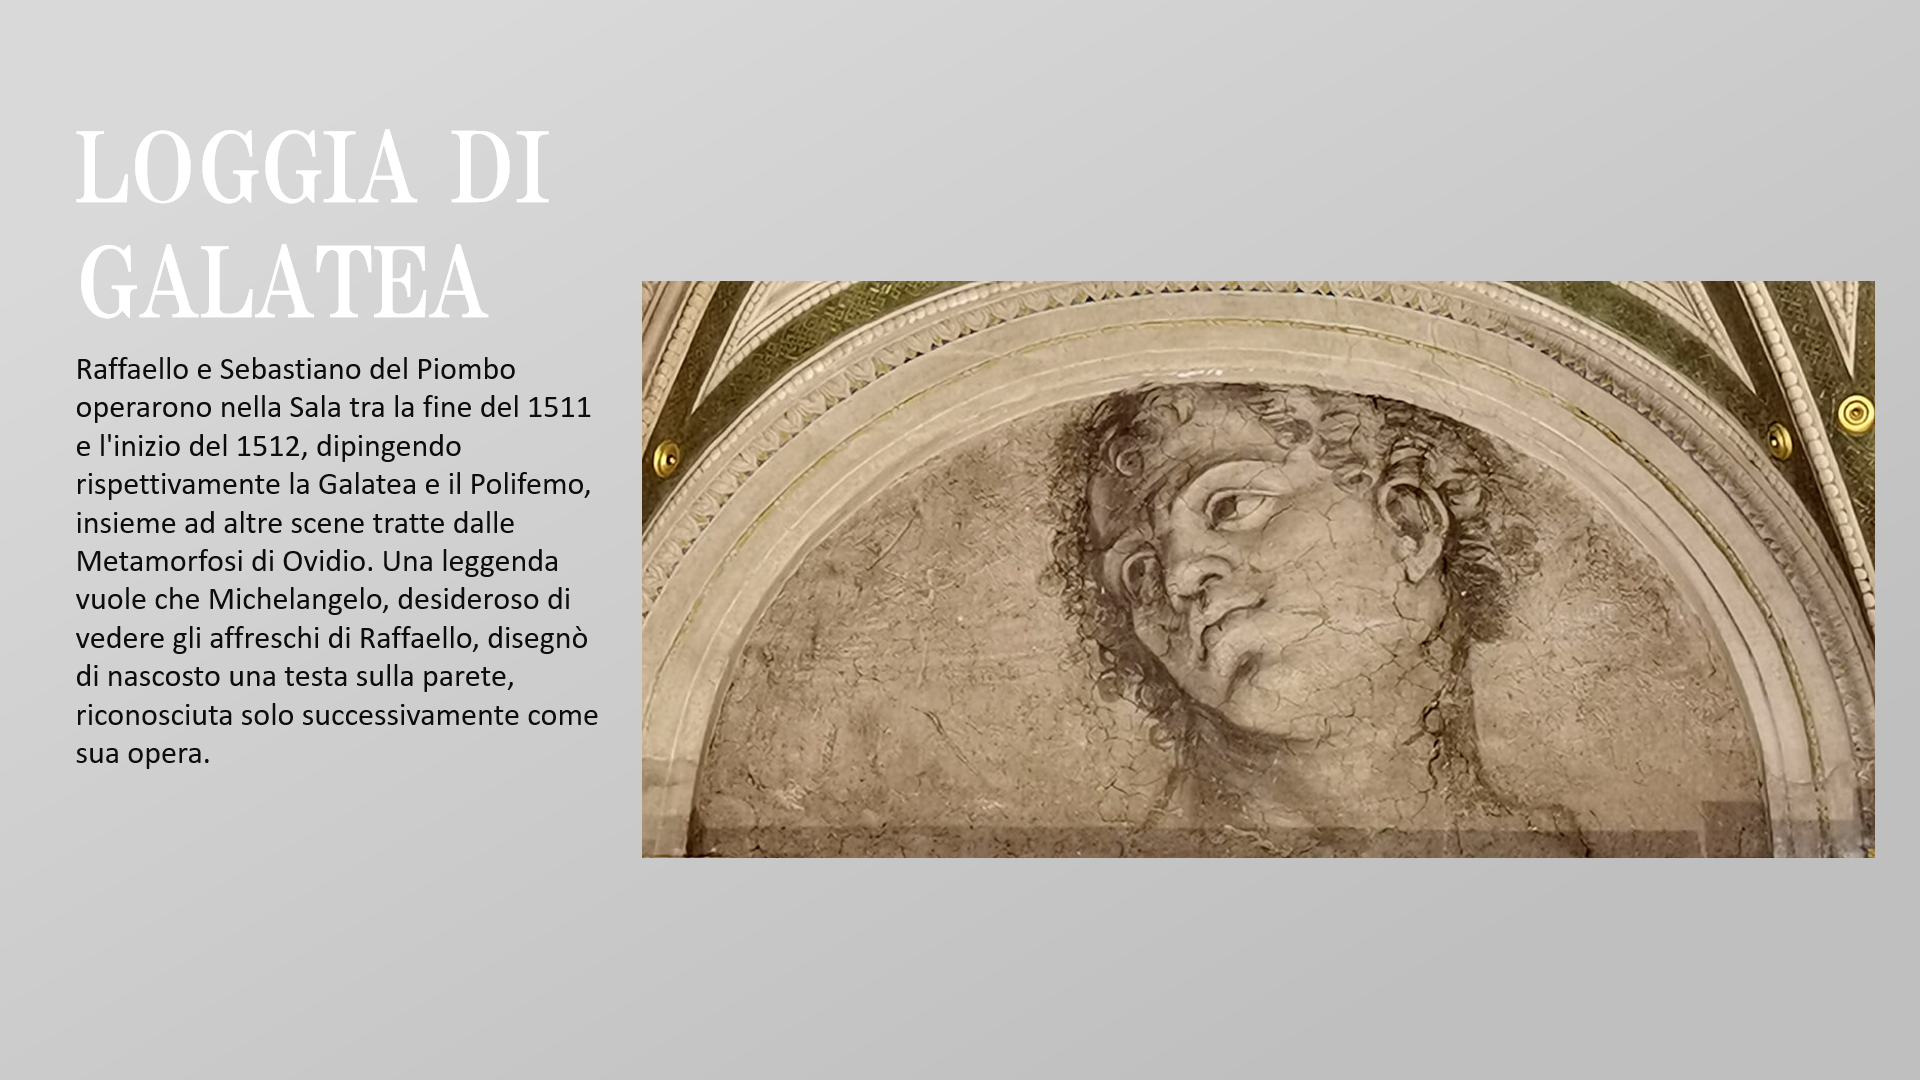 LOGGIA DI
GALATEA
Raffaello e Sebastiano del Piombo
operarono nella Sala tra la fine del 1511
e l'inizio del 1512, dipingendo
rispettivamente la Galatea e il Polifemo,
insieme ad altre scene tratte dalle
Metamorfosi di Ovidio. Una leggenda
vuole che Michelangelo, desideroso di
vedere gli affreschi di Raffaello, disegnò
di nascosto una testa sulla parete,
riconosciuta solo successivamente come
sua opera.